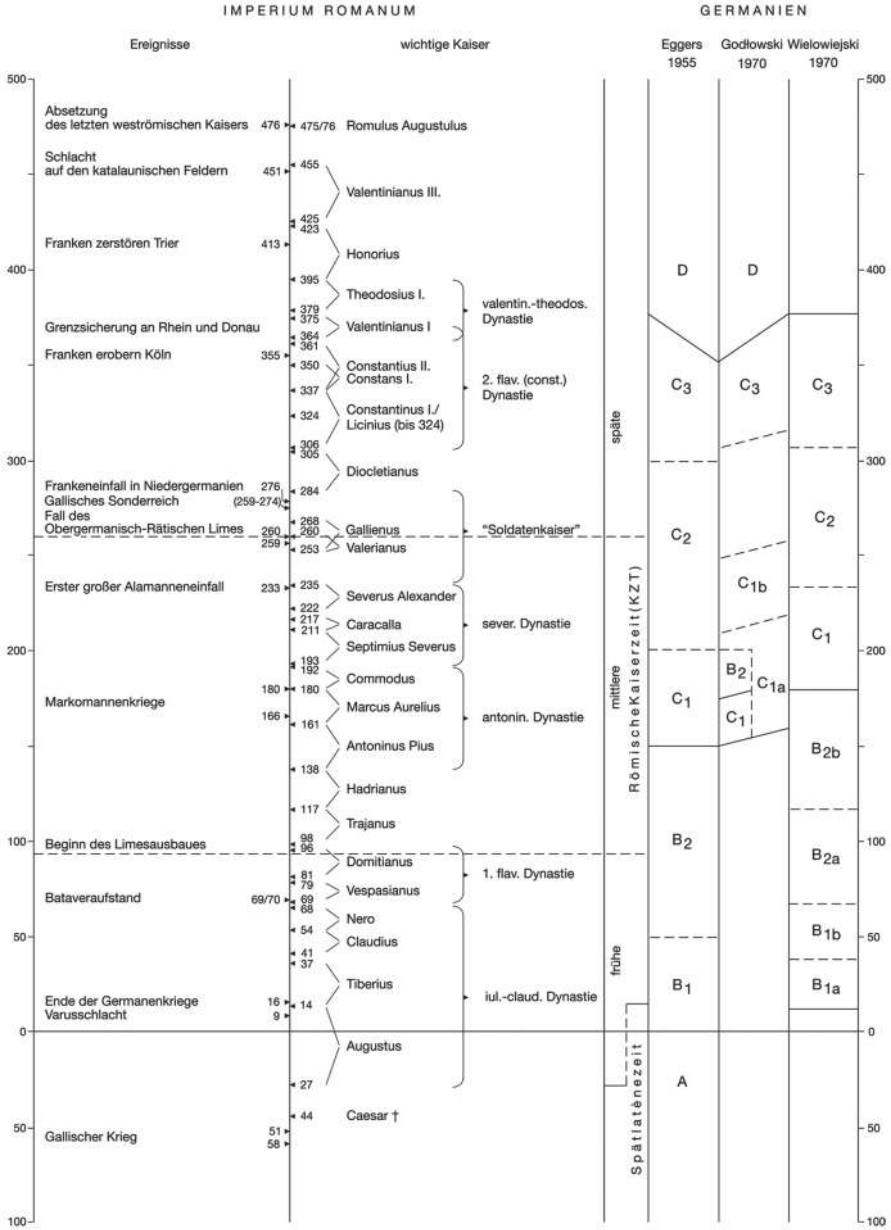 IMPERIUM ROMANUM
GERMANIEN
Ereignisse
wichtige Kaiser
Eggers 1955
Godłowski 1970
Wielowiejski 1970
500
500
Absetzung
des letzten weströmischen Kaisers 476
475/76 Romulus Augustulus
Schlacht
auf den katalaunischen Feldern 451
455
Valentinianus III.
425
423
Franken zerstören Trier 413
Honorius
400
395
D
D
400
Theodosius I.
379
valentin.-theodos.
Dynastie
375
Grenzsicherung an Rhein und Donau
Valentinianus I
364
361
Franken erobern Köln 355
350
Constantius II.
Constans I.
337
2. flav. (const.)
Dynastie
C3
C3
C3
324
Constantinus I./
Licinius (bis 324)
späte
306
305
300
300
Diocletianus
Frankeneinfall in Niedergermanien 276
284
Gallisches Sonderreich (259-274)
Fall des
Obergermanisch-Rätischen Limes 260
268
260
Gallienus
"Soldatenkaiser"
259
253
Valerianus
C2
C2
Erster großer Alamanneneinfall 233
235
Severus Alexander
C1b
222
217
Caracalla
211
sever. Dynastie
Septimius Severus
C1
200
200
193
192
Commodus
B2
C1a
180
180
Markomannenkriege
Marcus Aurelius
mittlere
Römische Kaiserzeit (KZT)
C1
C1
166
161
antonin. Dynastie
Antoninus Pius
B2b
138
Hadrianus
117
Trajanus
100
100
Beginn des Limesausbaues
98
96
B2
B2a
Domitianus
81
1. flav. Dynastie
79
Bataveraufstand 69/70
Vespasianus
69
68
Nero
54
B1b
50
50
Claudius
41
37
frühe
Tiberius
B1
B1a
Ende der Germanenkriege 16
14
iul.-claud. Dynastie
Varusschlacht 9
0
0
Augustus
27
Spätlatènezeit
A
44 Caesar †
50
50
51
Gallischer Krieg
58
100
100